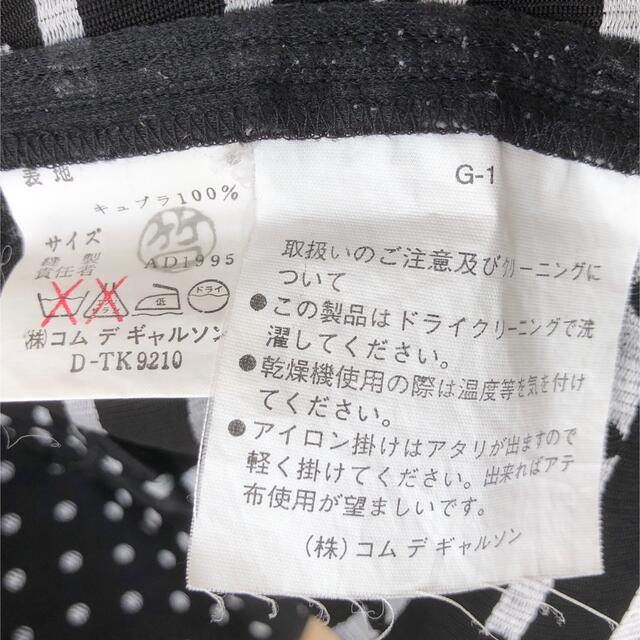 表地
キュプラ100%
サイズ
竹
縫製
責任者
AD1995
低
ドライ
(株)コム デ ギャルソン
D-TK9210
G-1
取扱いのご注意及びクリーニングに
ついて
●この製品はドライクリーニングで洗
濯してください。
●乾燥機使用の際は温度等を気を付け
てください。
●アイロン掛けはアタリが出ますので
軽く掛けてください。出来ればアテ
布使用が望ましいです。
(株)コム デ ギャルソン